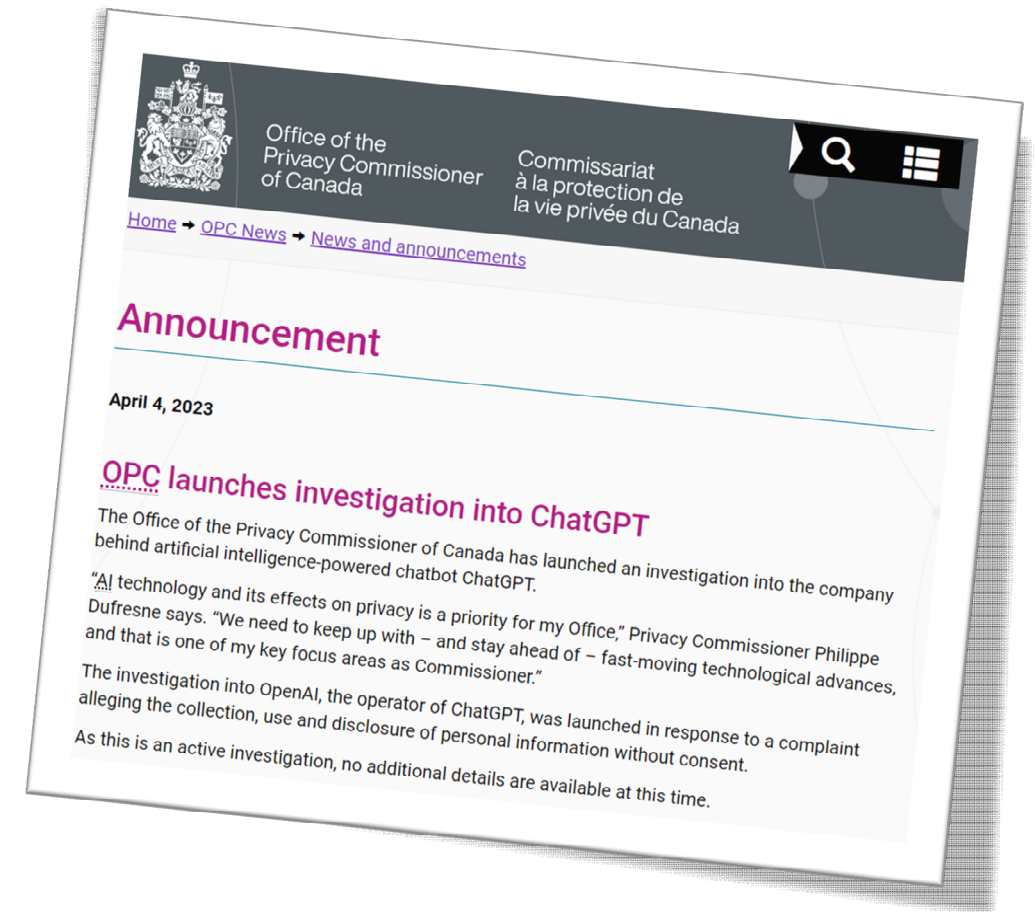 Office of the
Privacy Commissioner
of Canada
Commissariat
à la protection de
la vie privée du Canada
Home → OPC News → News and announcements
Announcement
April 4, 2023
OPC launches investigation into ChatGPT
The Office of the Privacy Commissioner of Canada has launched an investigation into the company
behind artificial intelligence-powered chatbot ChatGPT.
“AI technology and its effects on privacy is a priority for my Office,” Privacy Commissioner Philippe
Dufresne says. “We need to keep up with – and stay ahead of – fast-moving technological advances,
and that is one of my key focus areas as Commissioner.”
The investigation into OpenAI, the operator of ChatGPT, was launched in response to a complaint
alleging the collection, use and disclosure of personal information without consent.
As this is an active investigation, no additional details are available at this time.